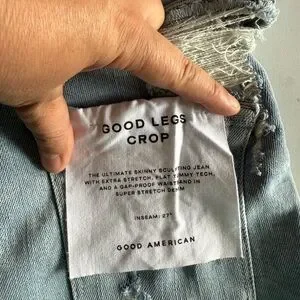 GOOD LEGS
CROP
THE ULTIMATE SKINNY SCULPTING JEAN
WITH EXTRA STRETCH, FLAT TUMMY TECH,
AND A GAP-PROOF WAISTBAND IN
SUPER STRETCH DENIM
INSEAM: 27"
GOOD AMERICAN